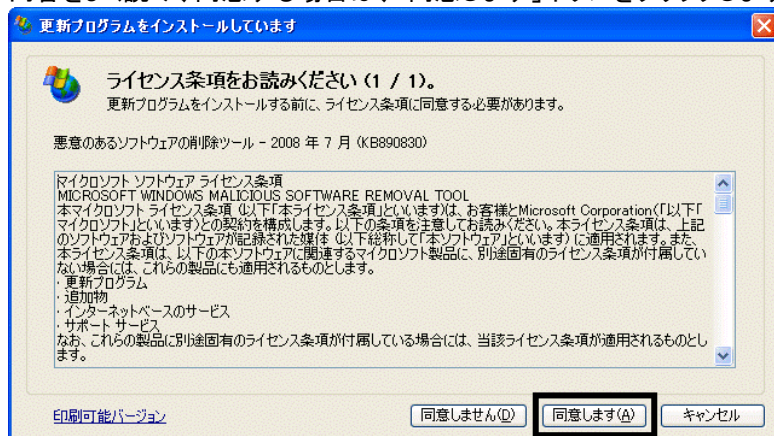 更新プログラムをインストールしています
ライセンス条項をお読みください (1 / 1)。
更新プログラムをインストールする前に、ライセンス条項に同意する必要があります。
悪意のあるソフトウェアの削除ツール - 2008 年 7 月 (KB890830)
マイクロソフト ソフトウェア ライセンス条項
MICROSOFT WINDOWS MALICIOUS SOFTWARE REMOVAL TOOL
本マイクロソフト ライセンス条項 (以下「本ライセンス条項」といいます)は、お客様とMicrosoft Corporation(「以下「
マイクロソフト」といいます)との契約を構成します。以下の条項を注意してお読みください。本ライセンス条項は、上記
のソフトウェアおよびソフトウェアが記録された媒体 (以下総称して「本ソフトウェア」といいます) に適用されます。また、
本ライセンス条項は、以下の本ソフトウェアに関連するマイクロソフト製品に、別途固有のライセンス条項が付属してい
ない場合には、これらの製品にも適用されるものとします。
・更新プログラム
・追加物
・インターネットベースのサービス
・サポート サービス
なお、これらの製品に別途固有のライセンス条項が付属している場合には、当該ライセンス条項が適用されるものとし
ます。
印刷可能バージョン
同意しません(D)
同意します(A)
キャンセル